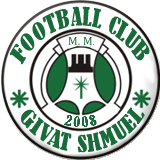 FOOTBALL CLUB
M. M.
2008
GIVAT SHMUEL